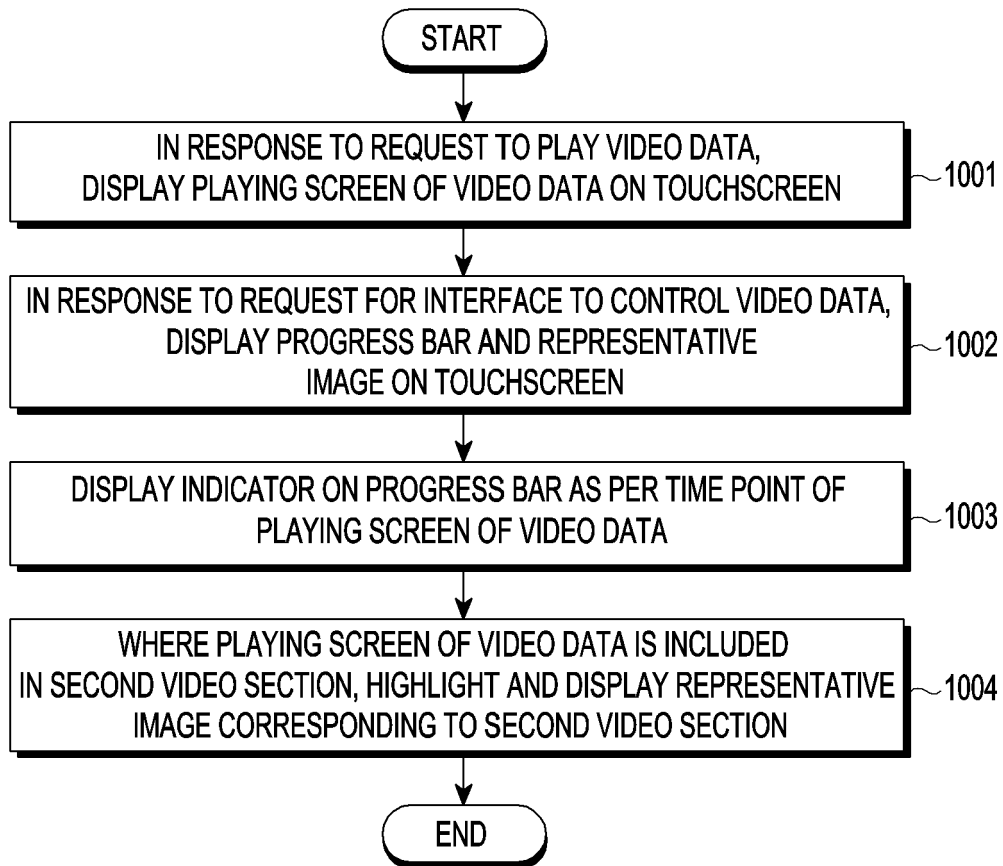 START
IN RESPONSE TO REQUEST TO PLAY VIDEO DATA,
DISPLAY PLAYING SCREEN OF VIDEO DATA ON TOUCHSCREEN
1001
IN RESPONSE TO REQUEST FOR INTERFACE TO CONTROL VIDEO DATA,
DISPLAY PROGRESS BAR AND REPRESENTATIVE
IMAGE ON TOUCHSCREEN
1002
DISPLAY INDICATOR ON PROGRESS BAR AS PER TIME POINT OF
PLAYING SCREEN OF VIDEO DATA
1003
WHERE PLAYING SCREEN OF VIDEO DATA IS INCLUDED
IN SECOND VIDEO SECTION, HIGHLIGHT AND DISPLAY REPRESENTATIVE
IMAGE CORRESPONDING TO SECOND VIDEO SECTION
1004
END